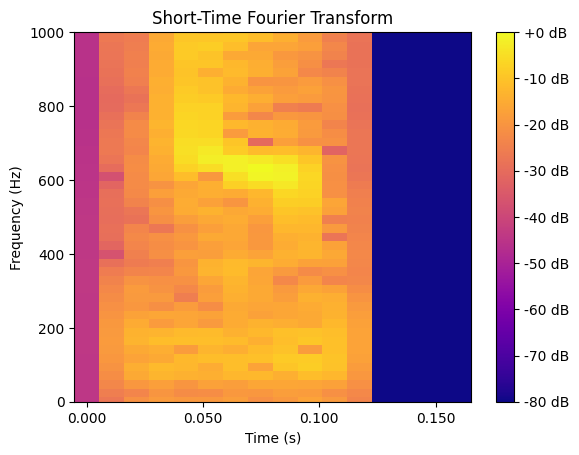 Short-Time Fourier Transform
Frequency (Hz)
1000
800
600
400
200
0
0.000
0.050
0.100
0.150
Time (s)
+0 dB
-10 dB
-20 dB
-30 dB
-40 dB
-50 dB
-60 dB
-70 dB
-80 dB